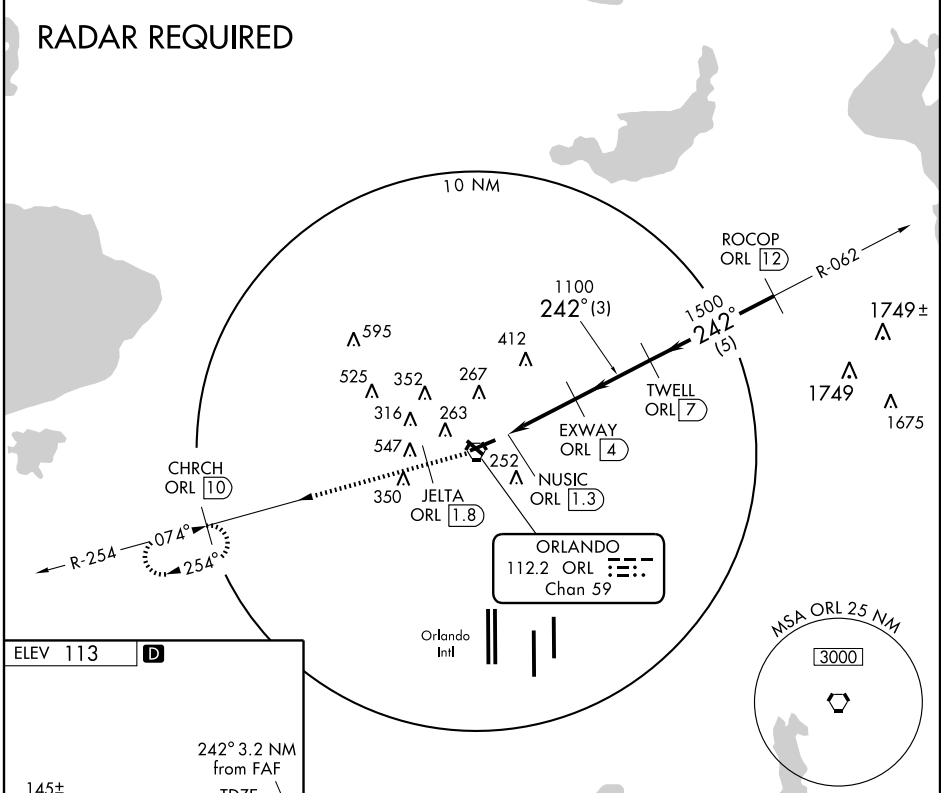 RADAR REQUIRED
10 NM
ROCOP
ORL 12
R-062
1100
242° (3)
1500
242°
(5)
1749±
1749
1675
595
412
525
352
267
316
263
547
252
350
TWELL
ORL 7
EXWAY
ORL 4
NUSIC
ORL 1.3
JELTA
ORL 1.8
CHRCH
ORL 10
R-254
074°
254°
ORLANDO
112.2 ORL
Chan 59
Orlando
Intl
MSA ORL 25 NM
3000
ELEV 113 D
242° 3.2 NM
from FAF
145±